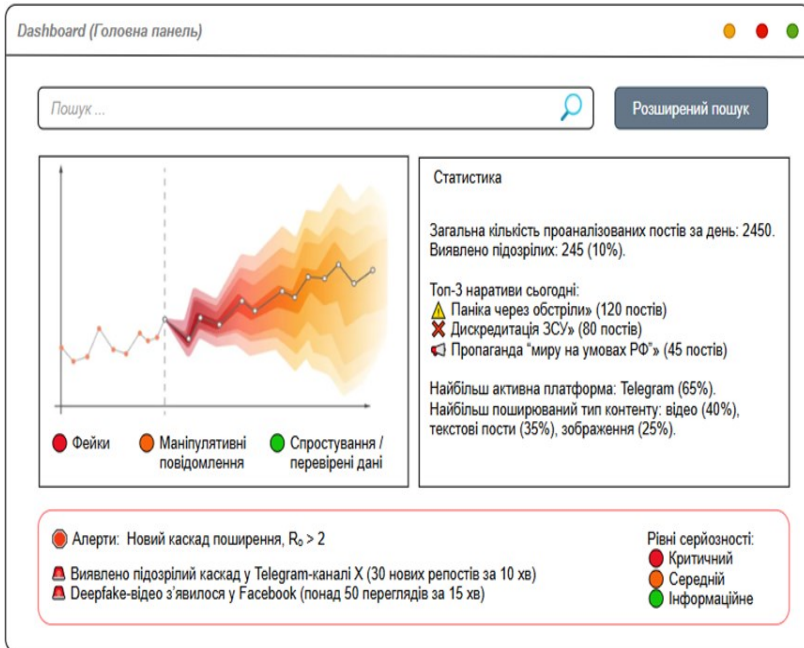 Dashboard (Головна панель)
Пошук ...
Розширений пошук
Фейки
Маніпулятивні
повідомлення
Спростування /
перевірені дані
Статистика
Загальна кількість проаналізованих постів за день: 2450.
Виявлено підозрілих: 245 (10%).
Топ-3 наративи сьогодні:
Паніка через обстріли» (120 постів)
Дискредитація ЗСУ» (80 постів)
Пропаганда “миру на умовах РФ”» (45 постів)
Найбільш активна платформа: Telegram (65%).
Найбільш поширюваний тип контенту: відео (40%),
текстові пости (35%), зображення (25%).
Алерти: Новий каскад поширення, R₀ > 2
Виявлено підозрілий каскад у Telegram-каналі X (30 нових репостів за 10 хв)
Deepfake-відео з’явилося у Facebook (понад 50 переглядів за 15 хв)
Рівні серйозності:
Критичний
Середній
Інформаційне